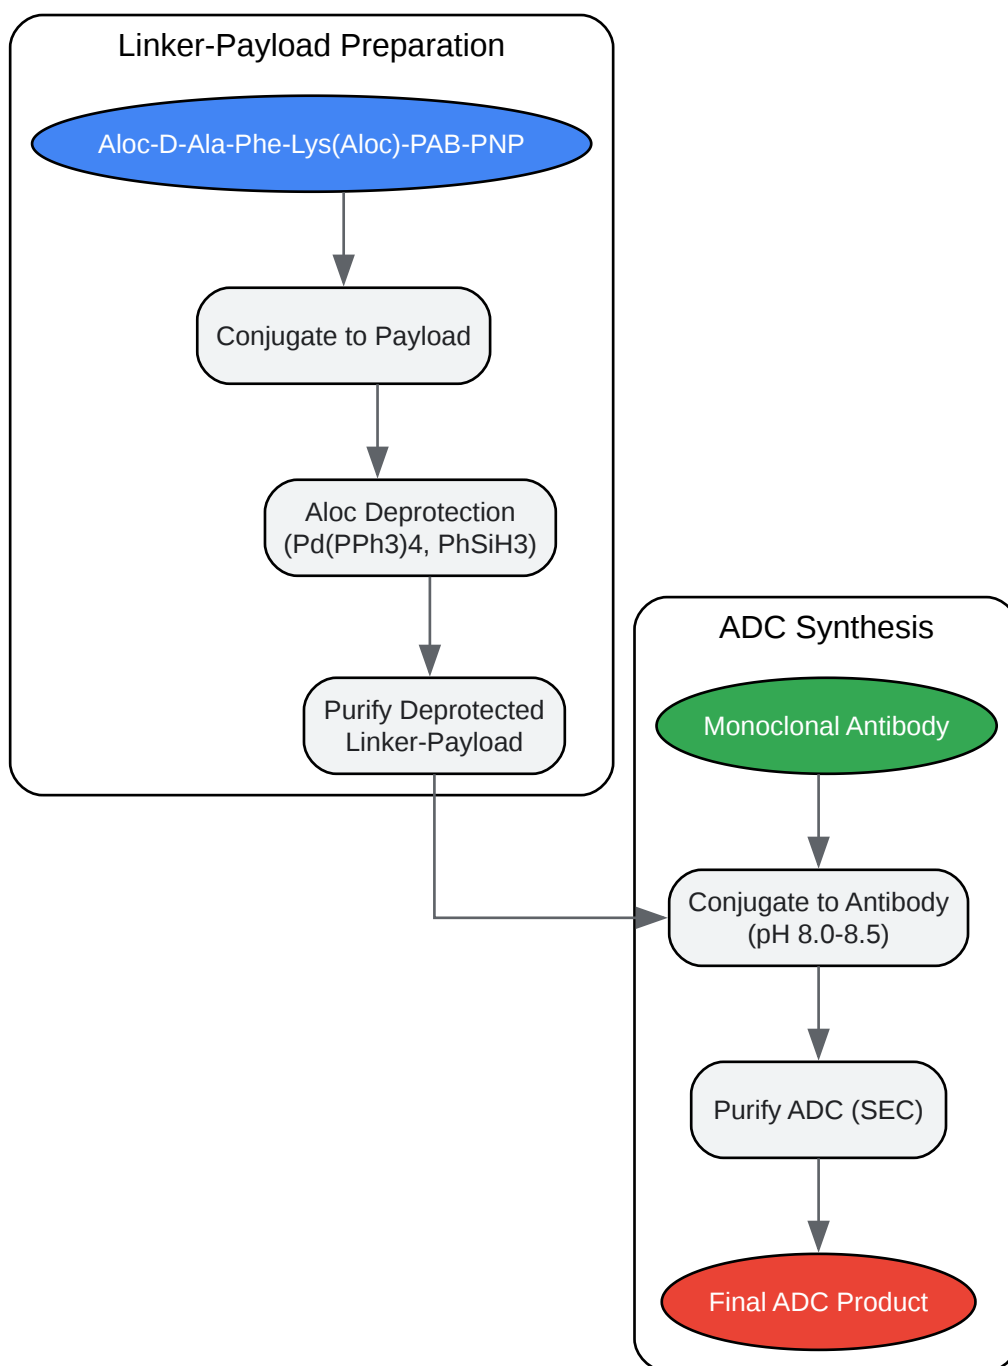 Linker-Payload Preparation
Aloc-D-Ala-Phe-Lys(Aloc)-PAB-PNP
Conjugate to Payload
Aloc Deprotection
(Pd(PPh3)4, PhSiH3)
Purify Deprotected
Linker-Payload
ADC Synthesis
Monoclonal Antibody
Conjugate to Antibody
(pH 8.0-8.5)
Purify ADC (SEC)
Final ADC Product